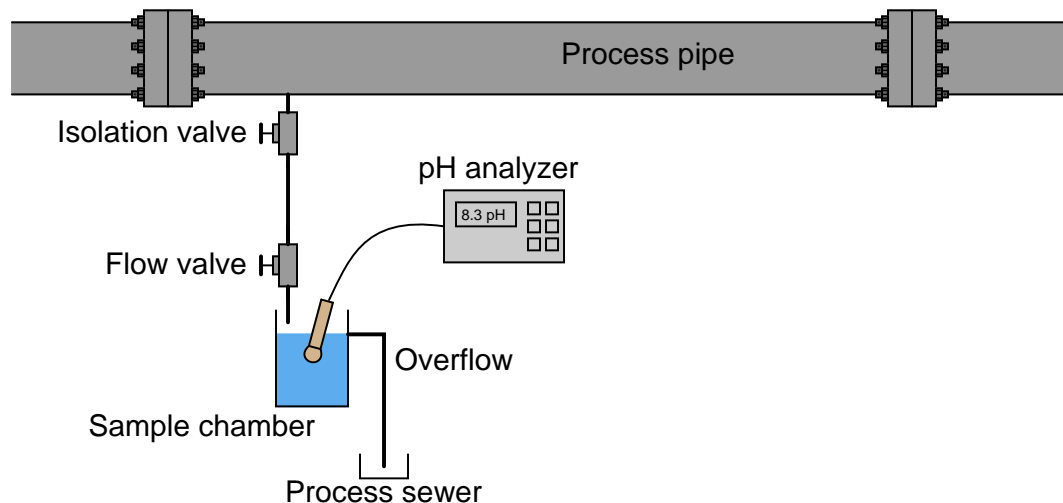 Process pipe
Isolation valve
pH analyzer
8.3 pH
Flow valve
Overflow
Sample chamber
Process sewer